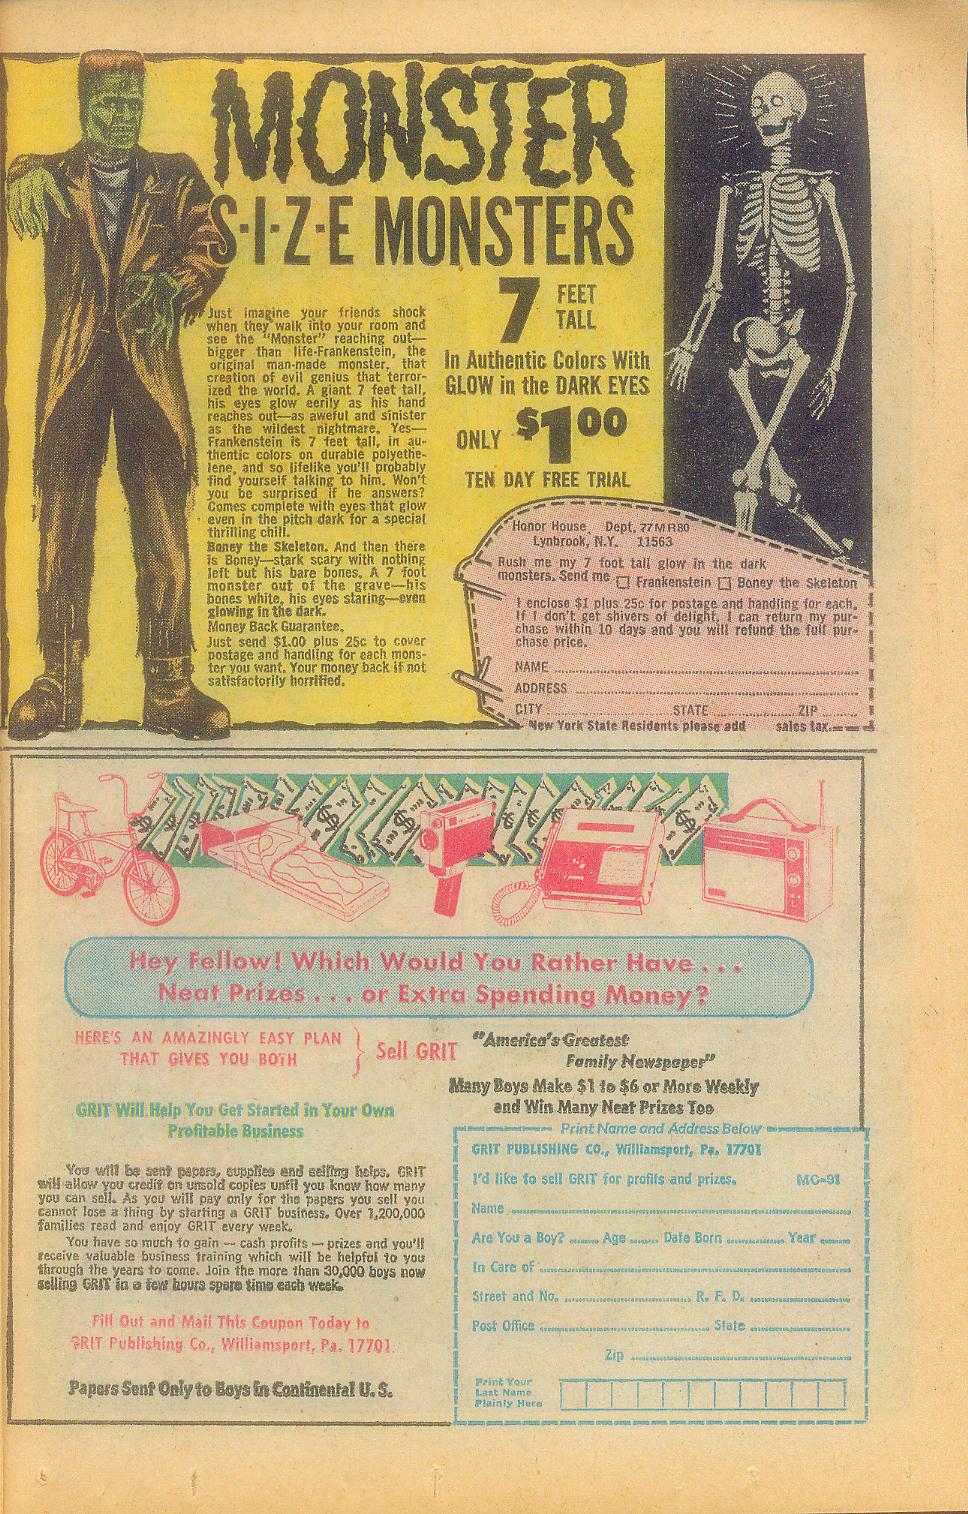 MONSTER
S·I·Z·E MONSTERS
7 FEET
TALL
In Authentic Colors With
GLOW in the DARK EYES
ONLY $1.00
TEN DAY FREE TRIAL
Just imagine your friends shock
when they walk into your room and
see the "Monster" reaching out—
bigger than life-Frankenstein, the
original man-made monster, that
creation of evil genius that terror-
ized the world. A giant 7 feet tall,
his eyes glow eerily as his hand
reaches out—as aweful and sinister
as the wildest nightmare. Yes—
Frankenstein is 7 feet tall, in au-
thentic colors on durable polyethe-
lene, and so lifelike you'll probably
find yourself talking to him. Won't
you be surprised if he answers?
Comes complete with eyes that glow
even in the pitch dark for a special
thrilling chill.
Boney the Skeleton. And then there
is Boney—stark scary with nothing
left but his bare bones. A 7 foot
monster out of the grave—his
bones white, his eyes staring—even
glowing in the dark.
Money Back Guarantee.
Just send $1.00 plus 25c to cover
postage and handling for each mons-
ter you want. Your money back if not
satisfactorily horrified.
Honor House Dept. 77MR80
Lynbrook, N.Y. 11563
Rush me my 7 foot tall glow in the dark
monsters. Send me ☐ Frankenstein ☐ Boney the Skeleton
I enclose $1 plus 25c for postage and handling for each.
If I don't get shivers of delight, I can return my pur-
chase within 10 days and you will refund the full pur-
chase price.
NAME
ADDRESS
CITY STATE ZIP
New York State Residents please add sales tax.
Hey Fellow! Which Would You Rather Have . . .
Neat Prizes . . . or Extra Spending Money?
HERE'S AN AMAZINGLY EASY PLAN
THAT GIVES YOU BOTH
Sell GRIT
"America's Greatest
Family Newspaper"
Many Boys Make $1 to $6 or More Weekly
and Win Many Neat Prizes Too
GRIT Will Help You Get Started in Your Own
Profitable Business
You will be sent papers, supplies and selling helps. GRIT
will allow you credit on unsold copies until you know how many
you can sell. As you will pay only for the papers you sell you
cannot lose a thing by starting a GRIT business. Over 1,200,000
families read and enjoy GRIT every week.
You have so much to gain — cash profits — prizes and you'll
receive valuable business training which will be helpful to you
through the years to come. Join the more than 30,000 boys now
selling GRIT in a few hours spare time each week.
Fill Out and Mail This Coupon Today to
GRIT Publishing Co., Williamsport, Pa. 17701
Papers Sent Only to Boys in Continental U. S.
Print Name and Address Below
GRIT PUBLISHING CO., Williamsport, Pa. 17701
I'd like to sell GRIT for profits and prizes. MC-91
Name
Are You a Boy? Age Date Born Year
In Care of
Street and No. R. F. D.
Post Office State
Zip
Print Your
Last Name
Plainly Here